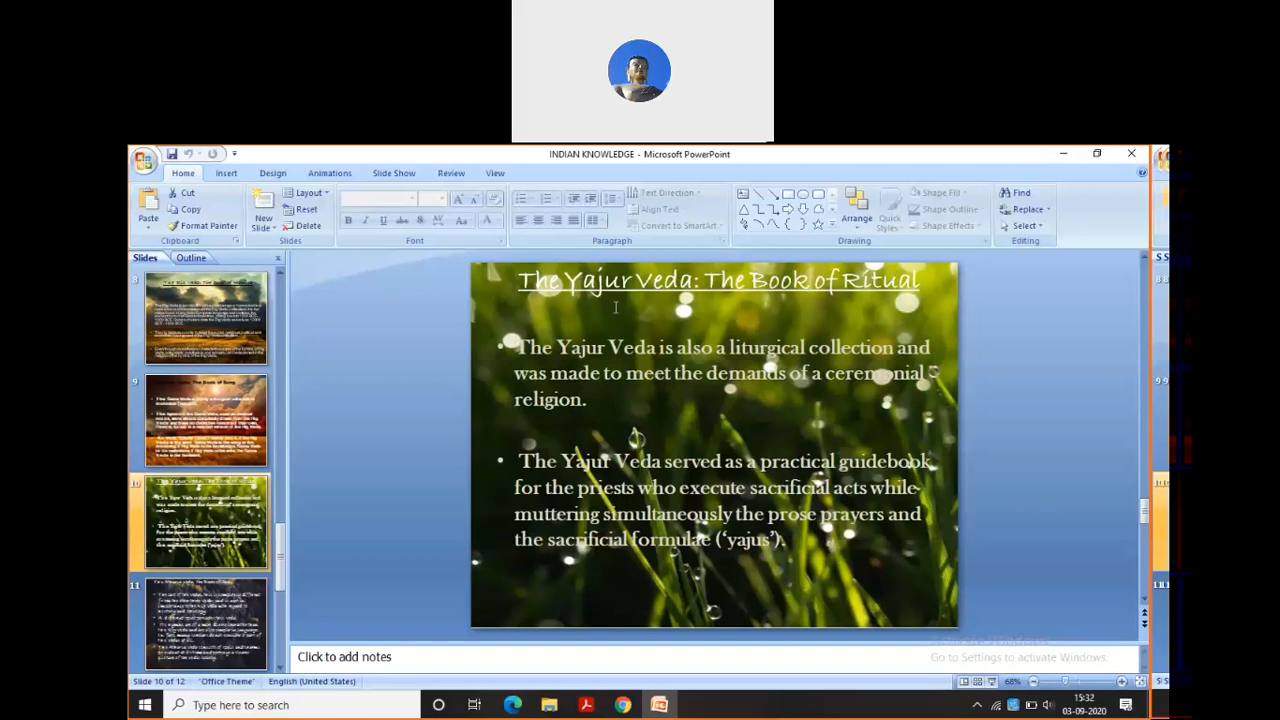 INDIAN KNOWLEDGE - Microsoft PowerPoint
Home Insert Design Animations Slide Show Review View
Paste
Cut
Copy
Format Painter
Clipboard
New Slide
Layout
Reset
Delete
Slides
Font
Text Direction
Align Text
Convert to SmartArt
Paragraph
Arrange
Quick Styles
Shape Fill
Shape Outline
Shape Effects
Drawing
Find
Replace
Select
Editing
Slides Outline
8
9
10
11
The Yajur Veda: The Book of Ritual
• The Yajur Veda is also a liturgical collection and
was made to meet the demands of a ceremonial
religion.
• The Yajur Veda served as a practical guidebook
for the priests who execute sacrificial acts while
muttering simultaneously the prose prayers and
the sacrificial formulae (‘yajus’).
Go to Settings to activate Windows.
Click to add notes
Slide 10 of 12 "Office Theme" English (United States) 68%
Type here to search
15:32
03-09-2020